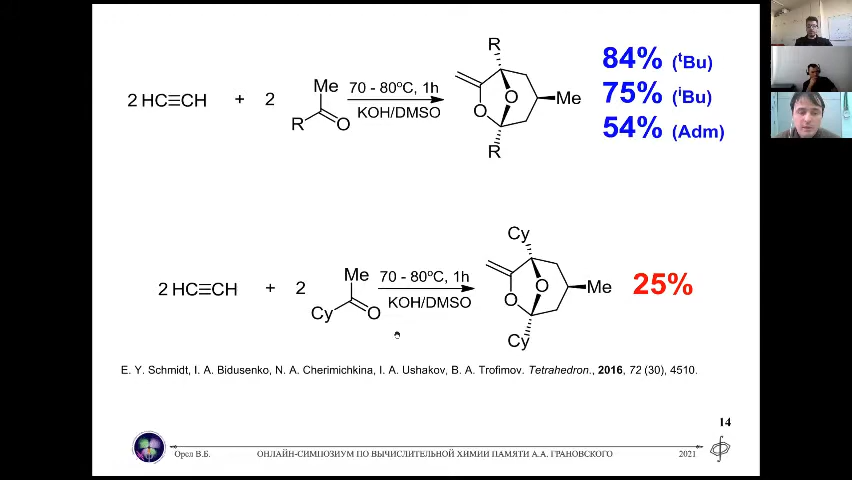 R
84% (tBu)
2 HC≡CH + 2 Me 70 - 80ºC, 1h
R O KOH/DMSO
O O Me
75% (iBu)
54% (Adm)
R
Cy
2 HC≡CH + 2 Me 70 - 80ºC, 1h
Cy O KOH/DMSO
O O Me
25%
Cy
E. Y. Schmidt, I. A. Bidusenko, N. A. Cherimichkina, I. A. Ushakov, B. A. Trofimov. Tetrahedron., 2016, 72 (30), 4510.
14
Орел В.Б. ОНЛАЙН-СИМПОЗИУМ ПО ВЫЧИСЛИТЕЛЬНОЙ ХИМИИ ПАМЯТИ А.А. ГРАНОВСКОГО 2021